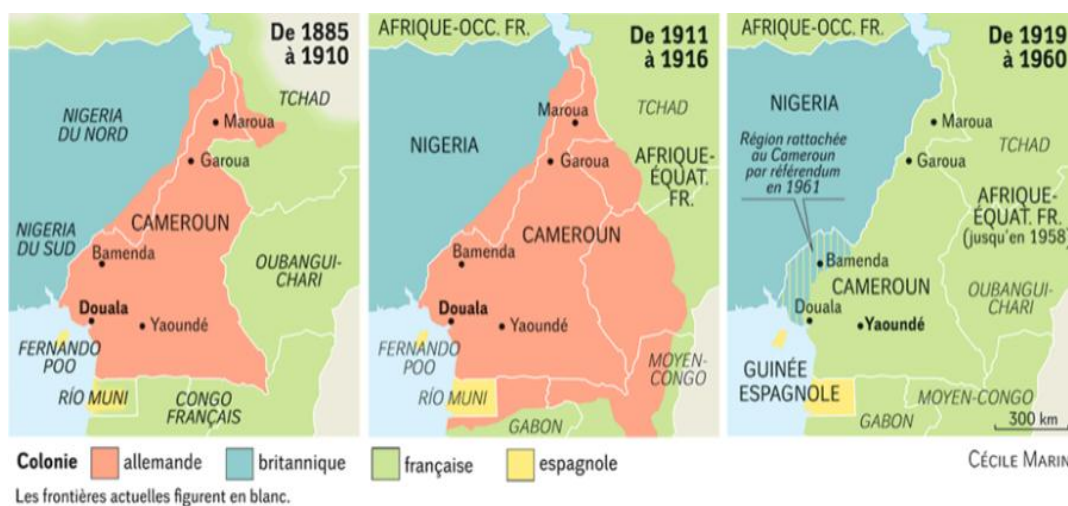 De 1885
à 1910
NIGERIA
DU NORD
TCHAD
Maroua
Garoua
CAMEROUN
NIGERIA
DU SUD
Bamenda
OUBANGUI-
CHARI
Douala
Yaoundé
FERNANDO
POO
RÍO MUNI
CONGO
FRANÇAIS
AFRIQUE-OCC. FR.
De 1911
à 1916
Maroua
TCHAD
NIGERIA
Garoua
AFRIQUE-
ÉQUAT.
FR.
CAMEROUN
Bamenda
Douala
Yaoundé
FERNANDO
POO
RÍO MUNI
MOYEN-
CONGO
GABON
AFRIQUE-OCC. FR.
De 1919
à 1960
NIGERIA
Maroua
Région rattachée
au Cameroun
par référendum
en 1961
TCHAD
Garoua
AFRIQUE-
ÉQUAT. FR.
(jusqu'en 1958)
Bamenda
CAMEROUN
OUBANGUI-
CHARI
Douala
Yaoundé
GUINÉE
ESPAGNOLE
MOYEN-CONGO
GABON
300 km
Colonie allemande britannique française espagnole
CÉCILE MARIN
Les frontières actuelles figurent en blanc.